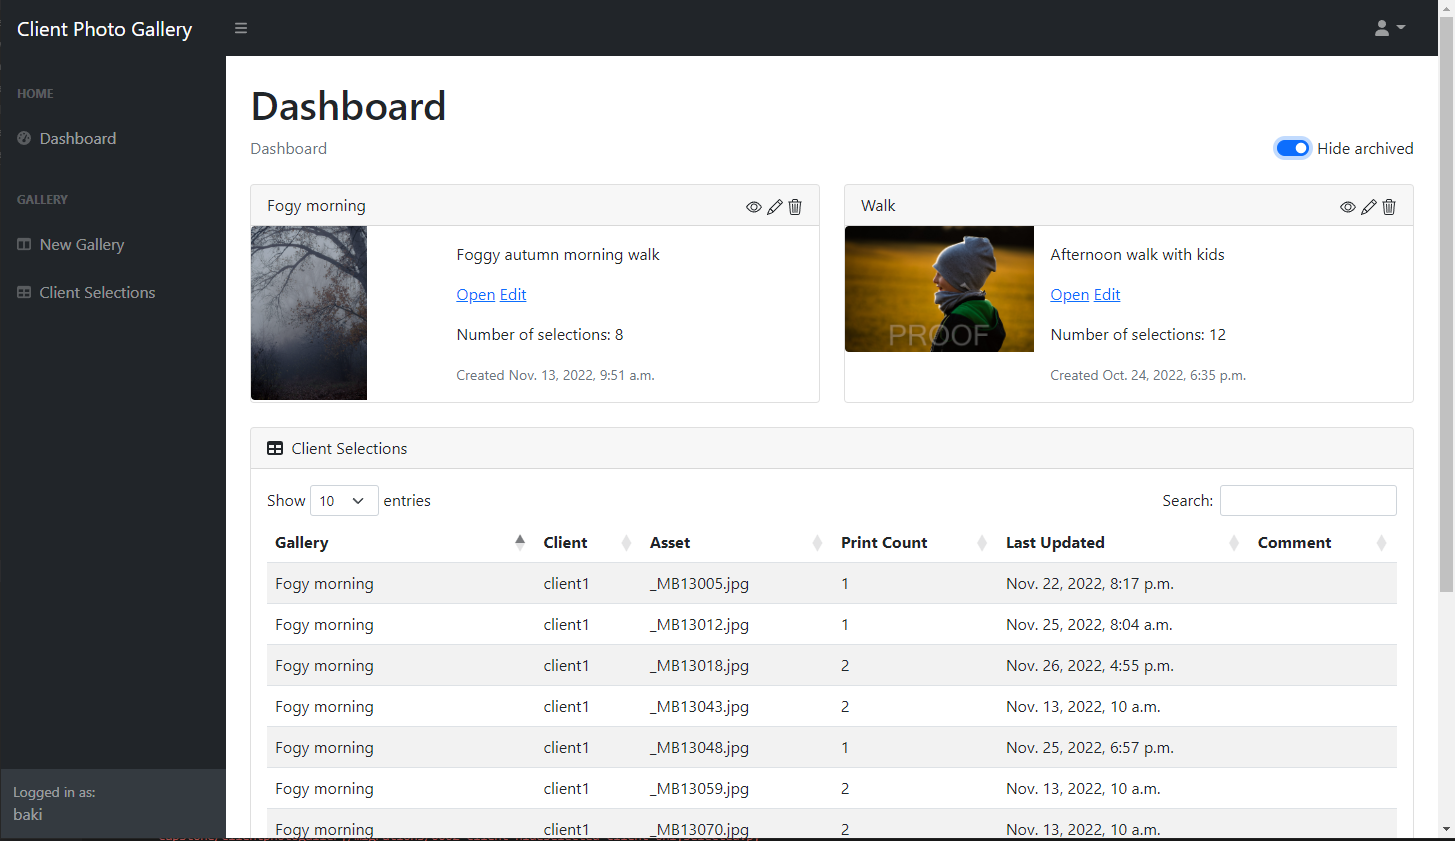 Client Photo Gallery
HOME
Dashboard
GALLERY
New Gallery
Client Selections
Logged in as:
baki
Dashboard
Dashboard
Hide archived
Fogy morning
Foggy autumn morning walk
Open Edit
Number of selections: 8
Created Nov. 13, 2022, 9:51 a.m.
Walk
PROOF
Afternoon walk with kids
Open Edit
Number of selections: 12
Created Oct. 24, 2022, 6:35 p.m.
Client Selections
Show 10 entries
Search:
Gallery Client Asset Print Count Last Updated Comment
Fogy morning client1 _MB13005.jpg 1 Nov. 22, 2022, 8:17 p.m.
Fogy morning client1 _MB13012.jpg 1 Nov. 25, 2022, 8:04 a.m.
Fogy morning client1 _MB13018.jpg 2 Nov. 26, 2022, 4:55 p.m.
Fogy morning client1 _MB13043.jpg 2 Nov. 13, 2022, 10 a.m.
Fogy morning client1 _MB13048.jpg 1 Nov. 25, 2022, 6:57 p.m.
Fogy morning client1 _MB13059.jpg 2 Nov. 13, 2022, 10 a.m.
Fogy morning client1 _MB13070.jpg 2 Nov. 13, 2022, 10 a.m.